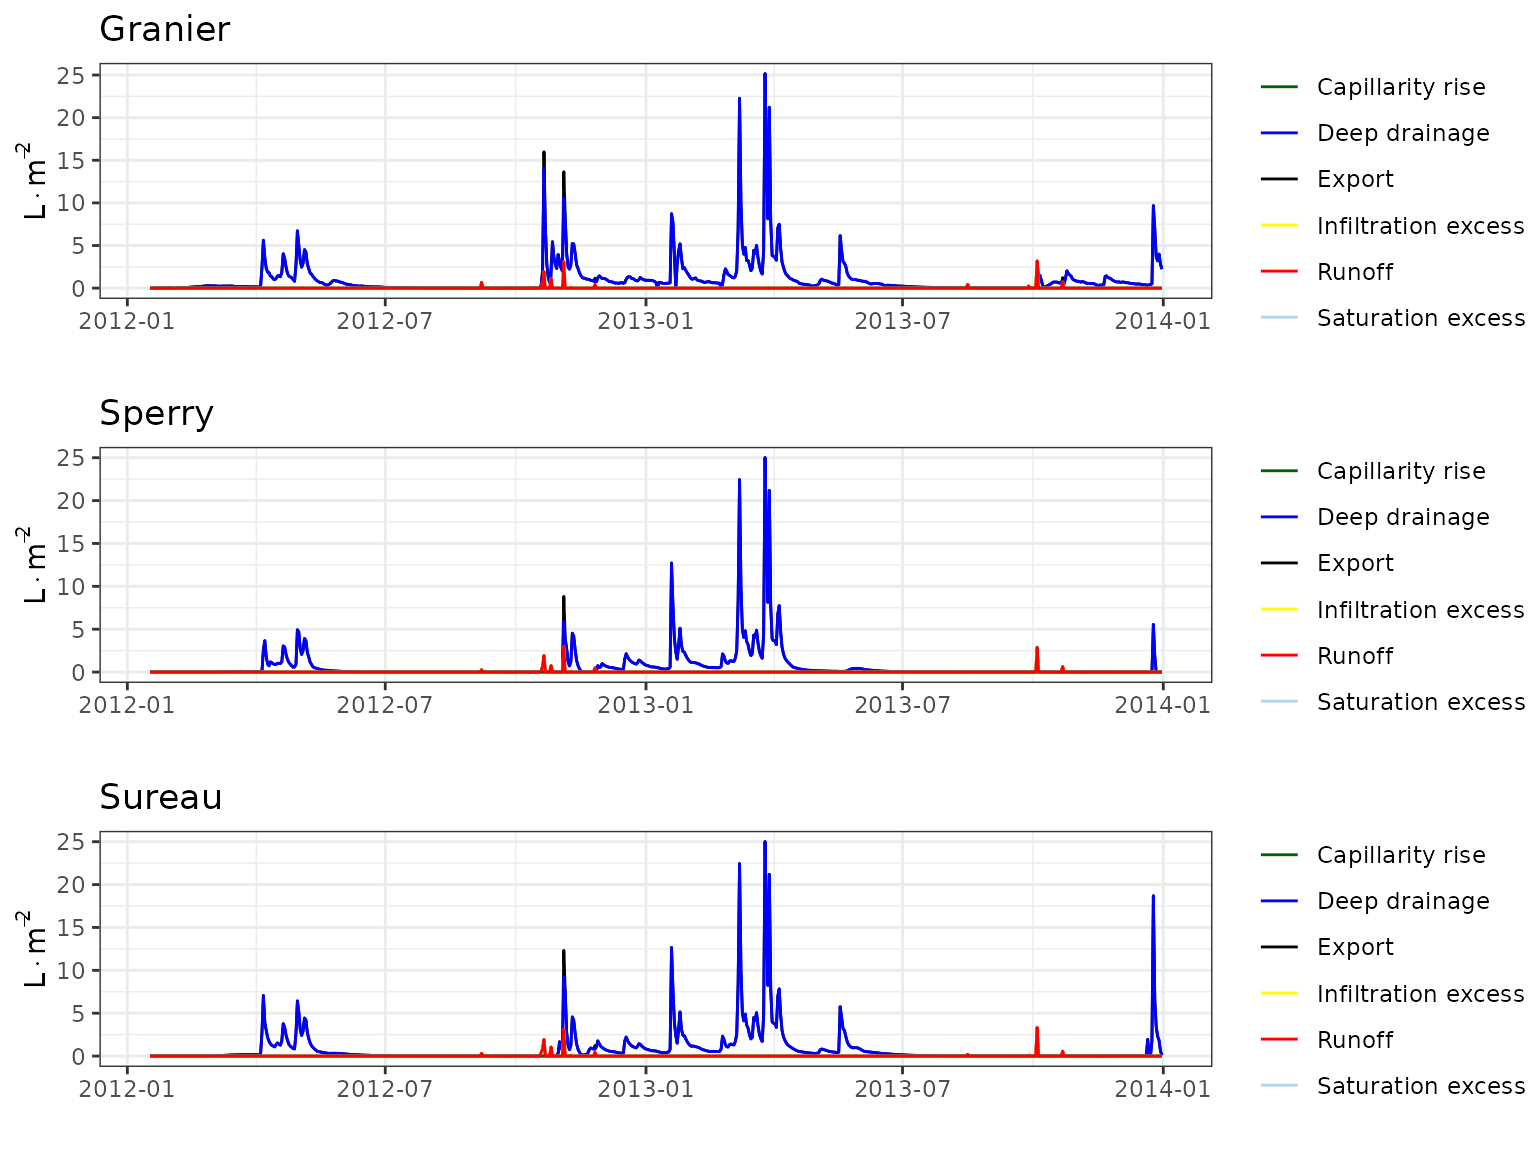 Granier
25
20
15
10
5
0
L·m⁻²
2012-01 2012-07 2013-01 2013-07 2014-01
Capillarity rise
Deep drainage
Export
Infiltration excess
Runoff
Saturation excess
Sperry
25
20
15
10
5
0
L·m⁻²
2012-01 2012-07 2013-01 2013-07 2014-01
Capillarity rise
Deep drainage
Export
Infiltration excess
Runoff
Saturation excess
Sureau
25
20
15
10
5
0
L·m⁻²
2012-01 2012-07 2013-01 2013-07 2014-01
Capillarity rise
Deep drainage
Export
Infiltration excess
Runoff
Saturation excess